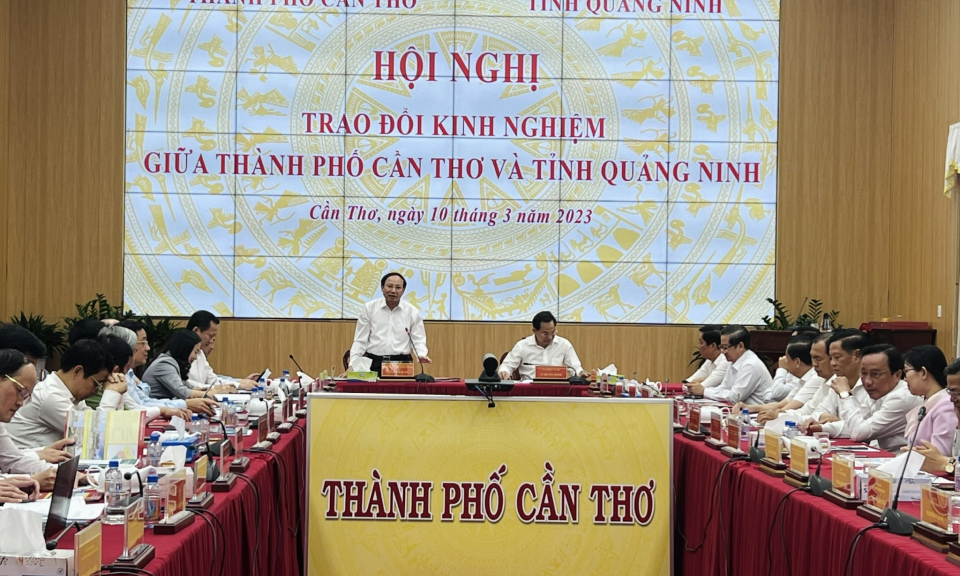 THÀNH PHỐ CẦN THƠ
TỈNH QUẢNG NINH
HỘI NGHỊ
TRAO ĐỔI KINH NGHIỆM
GIỮA THÀNH PHỐ CẦN THƠ VÀ TỈNH QUẢNG NINH
Cần Thơ, ngày 10 tháng 3 năm 2023
THÀNH PHỐ CẦN THƠ